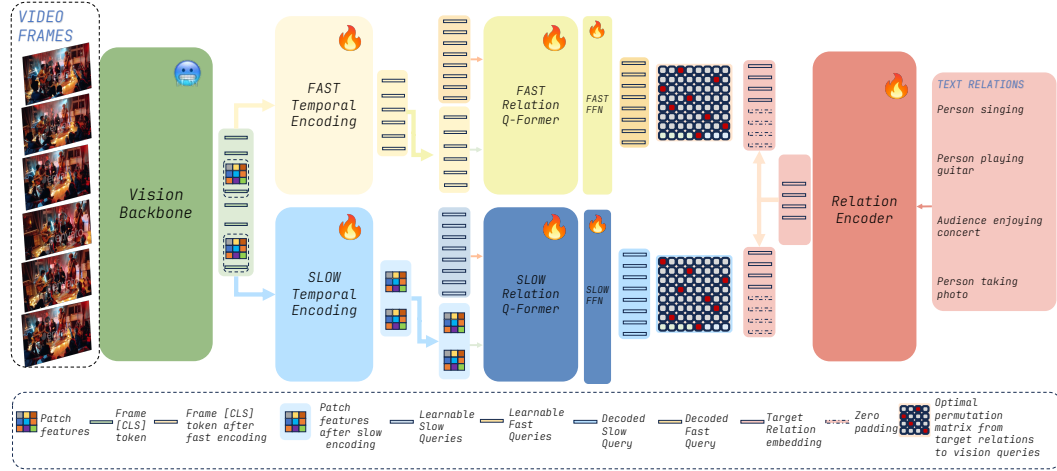 VIDEO
FRAMES
Vision
Backbone
FAST
Temporal
Encoding
FAST
Relation
Q-Former
FAST
FFN
SLOW
Temporal
Encoding
SLOW
Relation
Q-Former
SLOW
FFN
Relation
Encoder
TEXT RELATIONS
Person singing
Person playing
guitar
Audience enjoying
concert
Person taking
photo
Patch
features
Frame
[CLS]
token
Frame [CLS]
token after
fast encoding
Patch
features
after slow
encoding
Learnable
Slow
Queries
Learnable
Fast
Queries
Decoded
Slow
Query
Decoded
Fast
Query
Target
Relation
embedding
Zero
padding
Optimal
permutation
matrix from
target relations
to vision queries